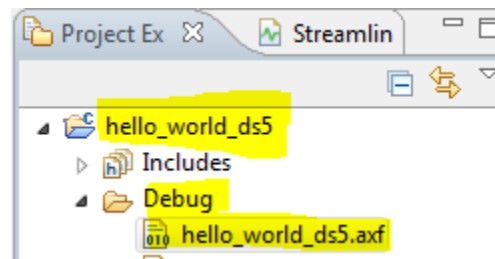 Project Ex Streamlin
hello_world_ds5
Includes
Debug
hello_world_ds5.axf